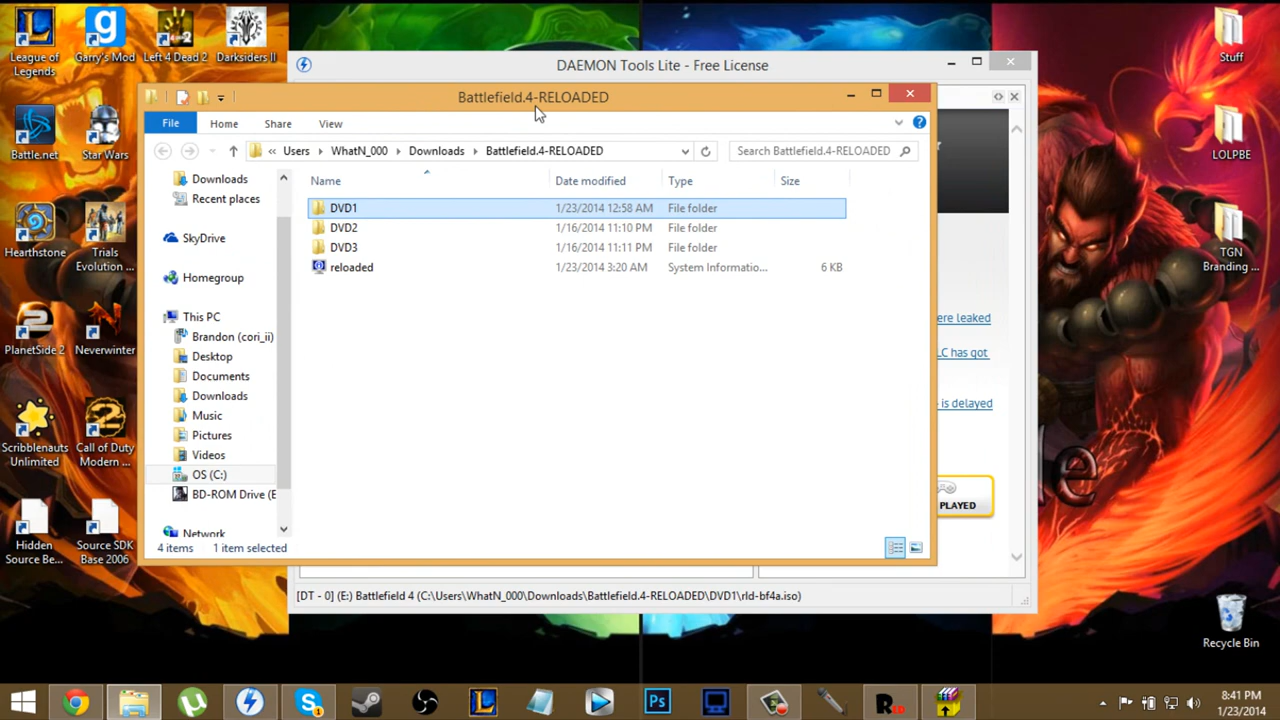 League of Legends
Garry's Mod
Left 4 Dead 2
Darksiders II
Battle.net
Star Wars
Hearthstone
Trials Evolution ...
PlanetSide 2
Neverwinter
Scribblenauts Unlimited
Call of Duty Modern ...
Hidden Source Be...
Source SDK Base 2006
DAEMON Tools Lite - Free License
Battlefield.4-RELOADED
File Home Share View
« Users WhatN_000 Downloads Battlefield.4-RELOADED
Search Battlefield.4-RELOADED
Name Date modified Type Size
DVD1 1/23/2014 12:58 AM File folder
DVD2 1/16/2014 11:10 PM File folder
DVD3 1/16/2014 11:11 PM File folder
reloaded 1/23/2014 3:20 AM System Informatio... 6 KB
Downloads
Recent places
SkyDrive
Homegroup
This PC
Brandon (cori_ii)
Desktop
Documents
Downloads
Music
Pictures
Videos
OS (C:)
BD-ROM Drive (E
Network
4 items 1 item selected
ere leaked
LC has got
is delayed
PLAYED
[DT - 0] (E:) Battlefield 4 (C:\Users\WhatN_000\Downloads\Battlefield.4-RELOADED\DVD1\rld-bf4a.iso)
Stuff
LOLPBE
TGN Branding ...
Recycle Bin
8:41 PM
1/23/2014